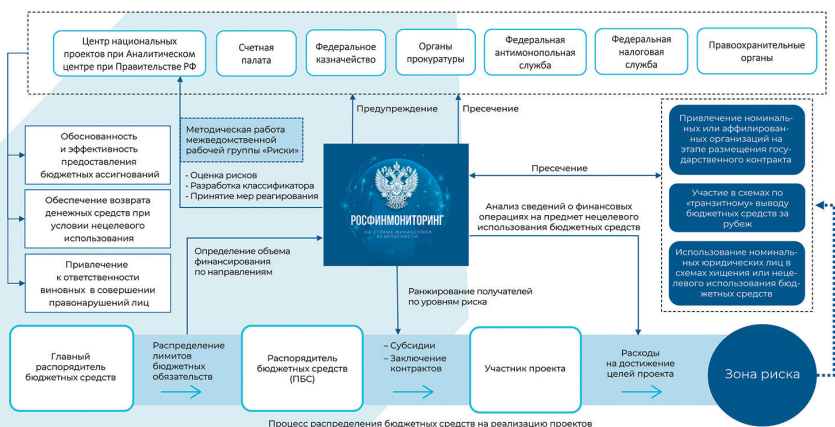 Центр национальных
проектов при Аналитическом
центре при Правительстве РФ
Счетная
палата
Федеральное
казначейство
Органы
прокуратуры
Федеральная
антимонопольная
служба
Федеральная
налоговая
служба
Правоохранительные
органы
Предупреждение
Пресечение
Обоснованность
и эффективность
предоставления
бюджетных ассигнований
Обеспечение возврата
денежных средств при
условии нецелевого
использования
Привлечение
к ответственности
виновных в совершении
правонарушений лиц
Методическая работа
межведомственной
рабочей группы «Риски»
- Оценка рисков
- Разработка классификатора
- Принятие мер реагирования
РОСФИНМОНИТОРИНГ
НА СТРАЖЕ ФИНАНСОВОЙ
БЕЗОПАСНОСТИ
Пресечение
Анализ сведений о финансовых
операциях на предмет нецелевого
использования бюджетных средств
Привлечение номиналь-
ных или аффилирован-
ных организаций на
этапе размещения госу-
дарственного контракта
Участие в схемах по
«транзитному» выводу
бюджетных средств за
рубеж
Использование номиналь-
ных юридических лиц в
схемах хищения или неце-
левого использования бюд-
жетных средств
Определение объема
финансирования
по направлениям
Ранжирование получателей
по уровням риска
Главный
распорядитель
бюджетных средств
Распределение
лимитов
бюджетных
обязательств
Распорядитель
бюджетных средств
(ПБС)
– Субсидии
– Заключение
контрактов
Участник проекта
Расходы
на достижение
целей проекта
Зона риска
Процесс распределения бюджетных средств на реализацию проектов